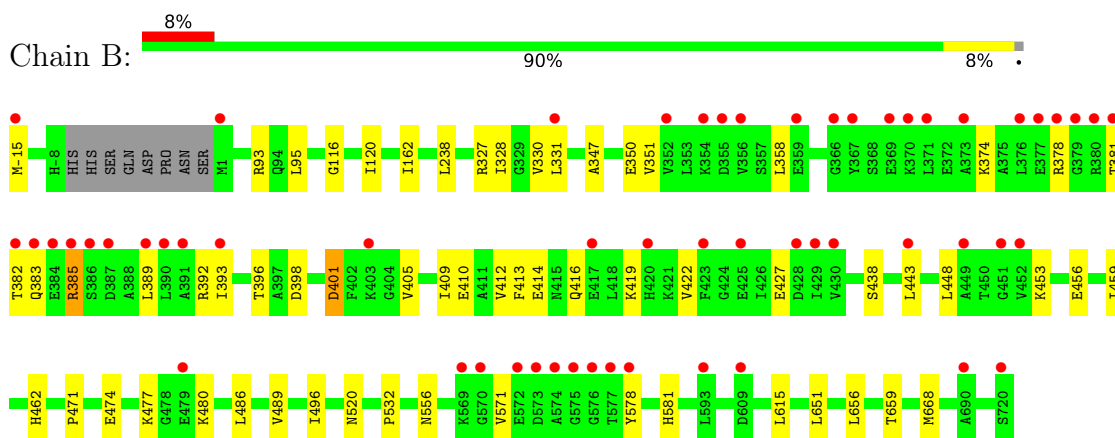 8%
Chain B:
90% 8% •
M-15 H-8 HIS HIS SER GLN ASP PRO ASN SER M1 R93 Q94 L95 G116 I120 I162 L238 R327 I328 G329 V330 L331 A347 E350 V351 V352 L353 K354 D355 V356 S357 L358 E359 G366 Y367 S368 E369 K370 L371 E372 A373 K374 A375 L376 E377 R378 G379 R380 T381
T382 Q383 E384 R385 S386 D387 A388 L389 L390 A391 R392 I393 T396 A397 D398 D401 F402 K403 G404 V405 I409 E410 A411 V412 F413 E414 N415 Q416 E417 L418 K419 H420 K421 V422 F423 G424 E425 I426 E427 D428 I429 V430 S438 L443 L448 A449 T450 G451 V452 K453 E456
H462 P471 E474 K477 G478 E479 K480 L486 V489 I496 N520 P532 N556 K569 G570 V571 E572 D573 A574 G575 G576 T577 Y578 H581 L593 D609 L615 L651 L656 T659 M668 A690 S720